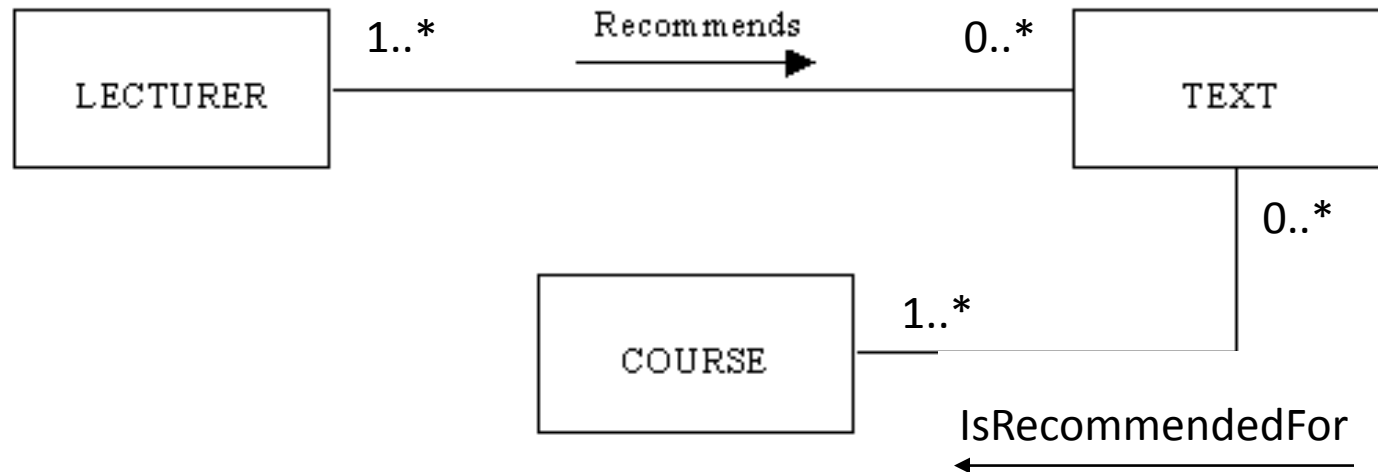 1..* Recommends 0..*
LECTURER TEXT
0..*
1..*
COURSE
IsRecommendedFor